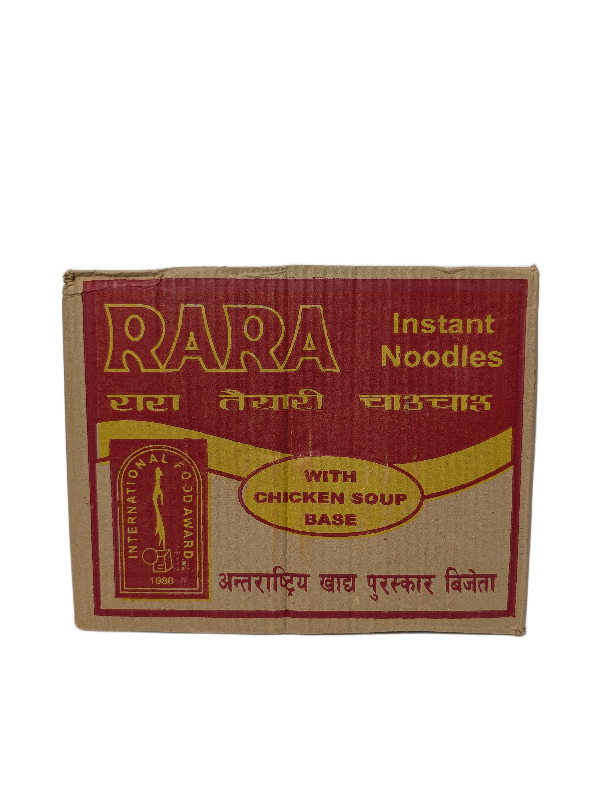 RARA
Instant
Noodles
रारा तैयारी चाउचाउ
WITH
CHICKEN SOUP
BASE
INTERNATIONAL FOOD AWARD
1986
अन्तराष्ट्रिय खाद्य पुरस्कार बिजेता